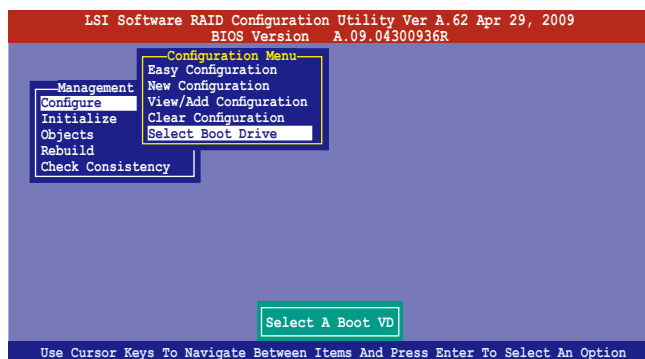 LSI Software RAID Configuration Utility Ver A.62 Apr 29, 2009
BIOS Version A.09.04300936R
Configuration Menu
Easy Configuration
New Configuration
View/Add Configuration
Clear Configuration
Select Boot Drive
Management
Configure
Initialize
Objects
Rebuild
Check Consistency
Select A Boot VD
Use Cursor Keys To Navigate Between Items And Press Enter To Select An Option